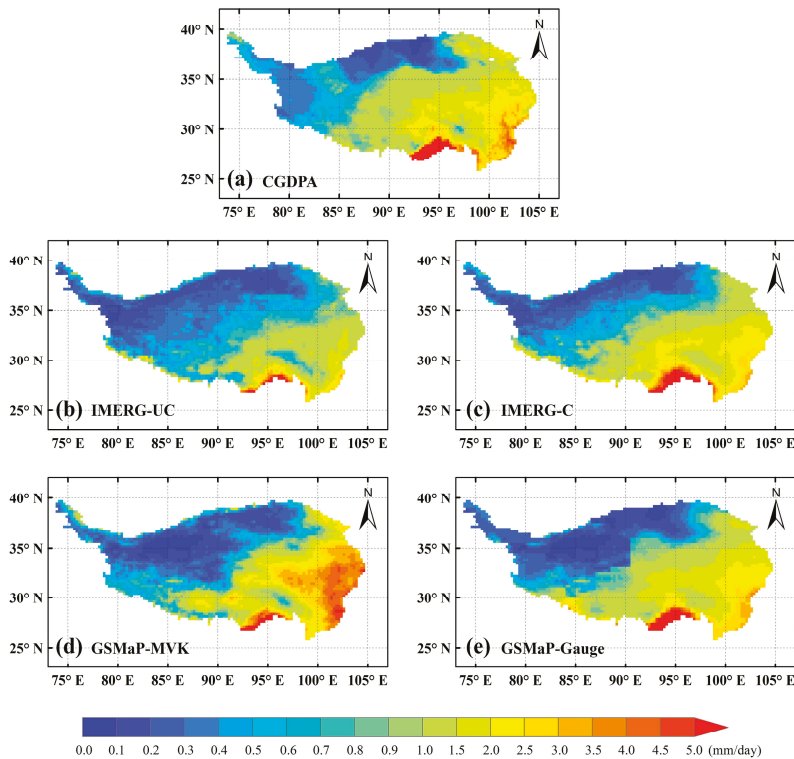 N
40° N
35° N
30° N
25° N
(a) CGDPA
75° E 80° E 85° E 90° E 95° E 100° E 105° E
N
40° N
35° N
30° N
25° N
(b) IMERG-UC
75° E 80° E 85° E 90° E 95° E 100° E 105° E
N
40° N
35° N
30° N
25° N
(c) IMERG-C
75° E 80° E 85° E 90° E 95° E 100° E 105° E
N
40° N
35° N
30° N
25° N
(d) GSMaP-MVK
75° E 80° E 85° E 90° E 95° E 100° E 105° E
N
40° N
35° N
30° N
25° N
(e) GSMaP-Gauge
75° E 80° E 85° E 90° E 95° E 100° E 105° E
0.0 0.1 0.2 0.3 0.4 0.5 0.6 0.7 0.8 0.9 1.0 1.5 2.0 2.5 3.0 3.5 4.0 4.5 5.0 (mm/day)